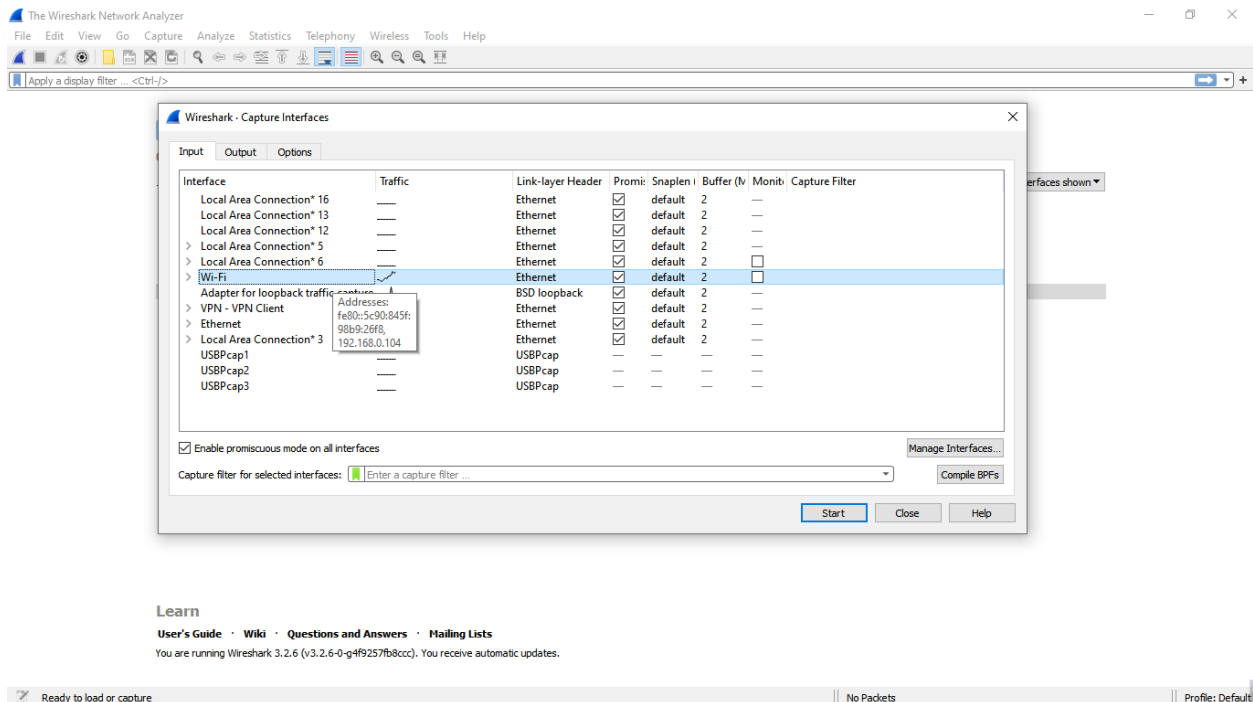 The Wireshark Network Analyzer
File Edit View Go Capture Analyze Statistics Telephony Wireless Tools Help
Apply a display filter ... <Ctrl-/>
+
Wireshark · Capture Interfaces
Input Output Options
erfaces shown
Interface Traffic Link-layer Header Promi: Snaplen ( Buffer (M Monit Capture Filter
Local Area Connection* 16 Ethernet default 2 —
Local Area Connection* 13 Ethernet default 2 —
Local Area Connection* 12 Ethernet default 2 —
Local Area Connection* 5 Ethernet default 2 —
Local Area Connection* 6 Ethernet default 2
Wi-Fi Ethernet default 2
Adapter for loopback traffic capture BSD loopback default 2 —
VPN - VPN Client Ethernet default 2 —
Ethernet Ethernet default 2 —
Local Area Connection* 3 Ethernet default 2 —
USBPcap1 USBPcap — — — —
USBPcap2 USBPcap — — — —
USBPcap3 USBPcap — — — —
Addresses:
fe80::5c90:845f:
98b9:26f8,
192.168.0.104
Enable promiscuous mode on all interfaces
Manage Interfaces...
Capture filter for selected interfaces: Enter a capture filter ...
Compile BPFs
Start Close Help
Learn
User's Guide · Wiki · Questions and Answers · Mailing Lists
You are running Wireshark 3.2.6 (v3.2.6-0-g4f9257fb8ccc). You receive automatic updates.
Ready to load or capture No Packets Profile: Default